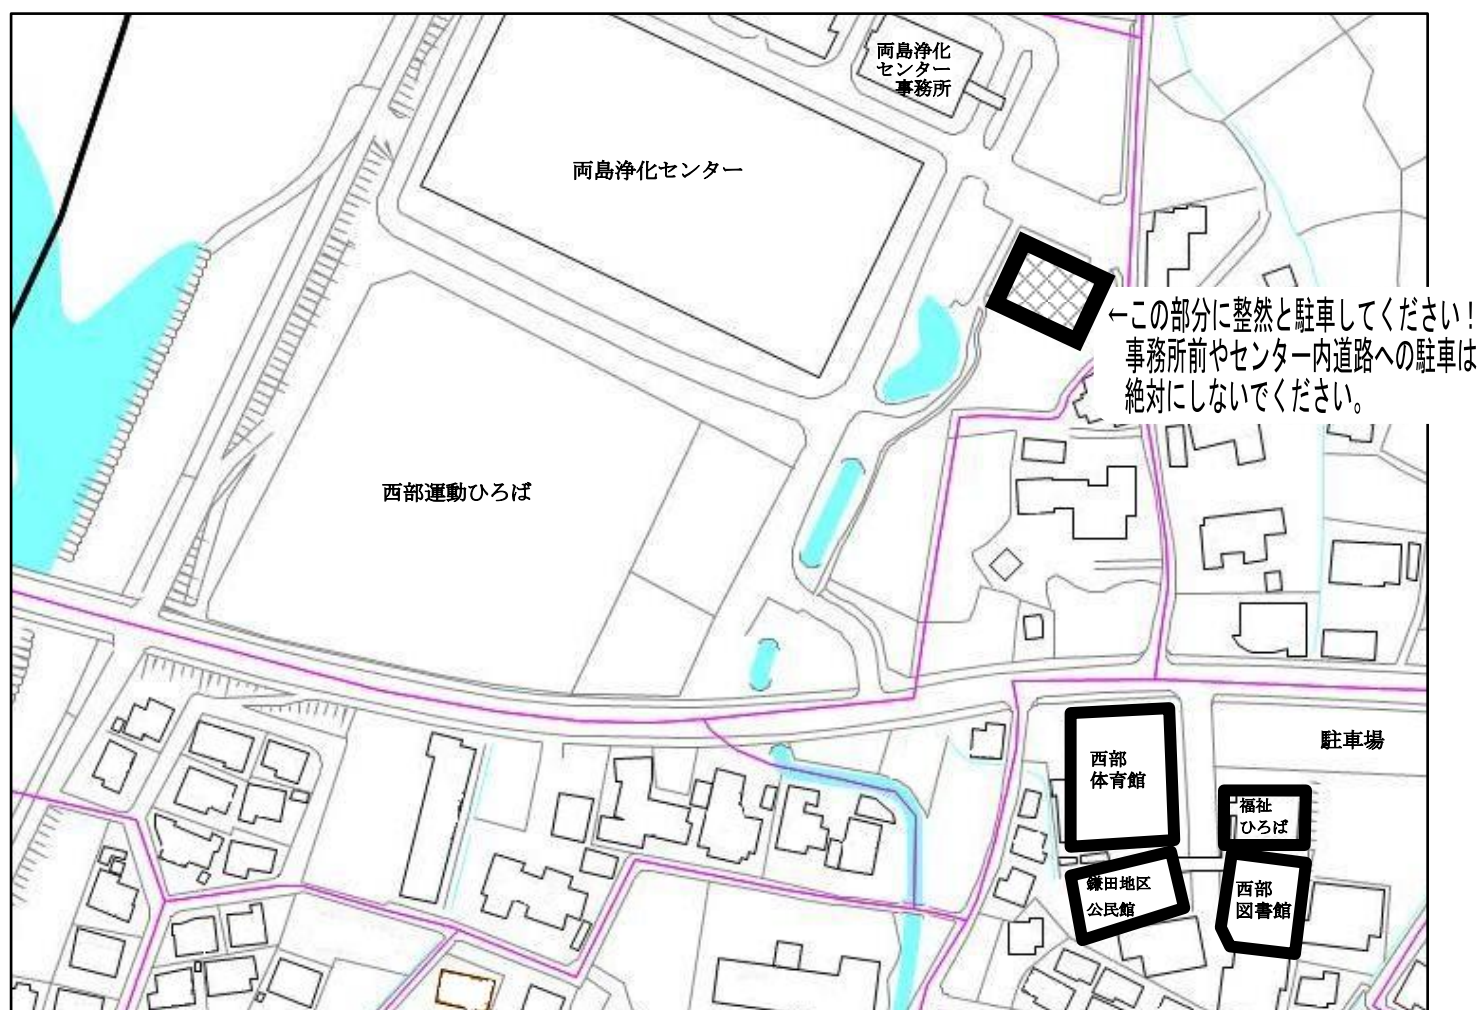 両島浄化
センター
事務所
両島浄化センター
←この部分に整然と駐車してください！
事務所前やセンター内道路への駐車は
絶対にしないでください。
西部運動ひろば
駐車場
西部
体育館
福祉
ひろば
鎌田地区
公民館
西部
図書館